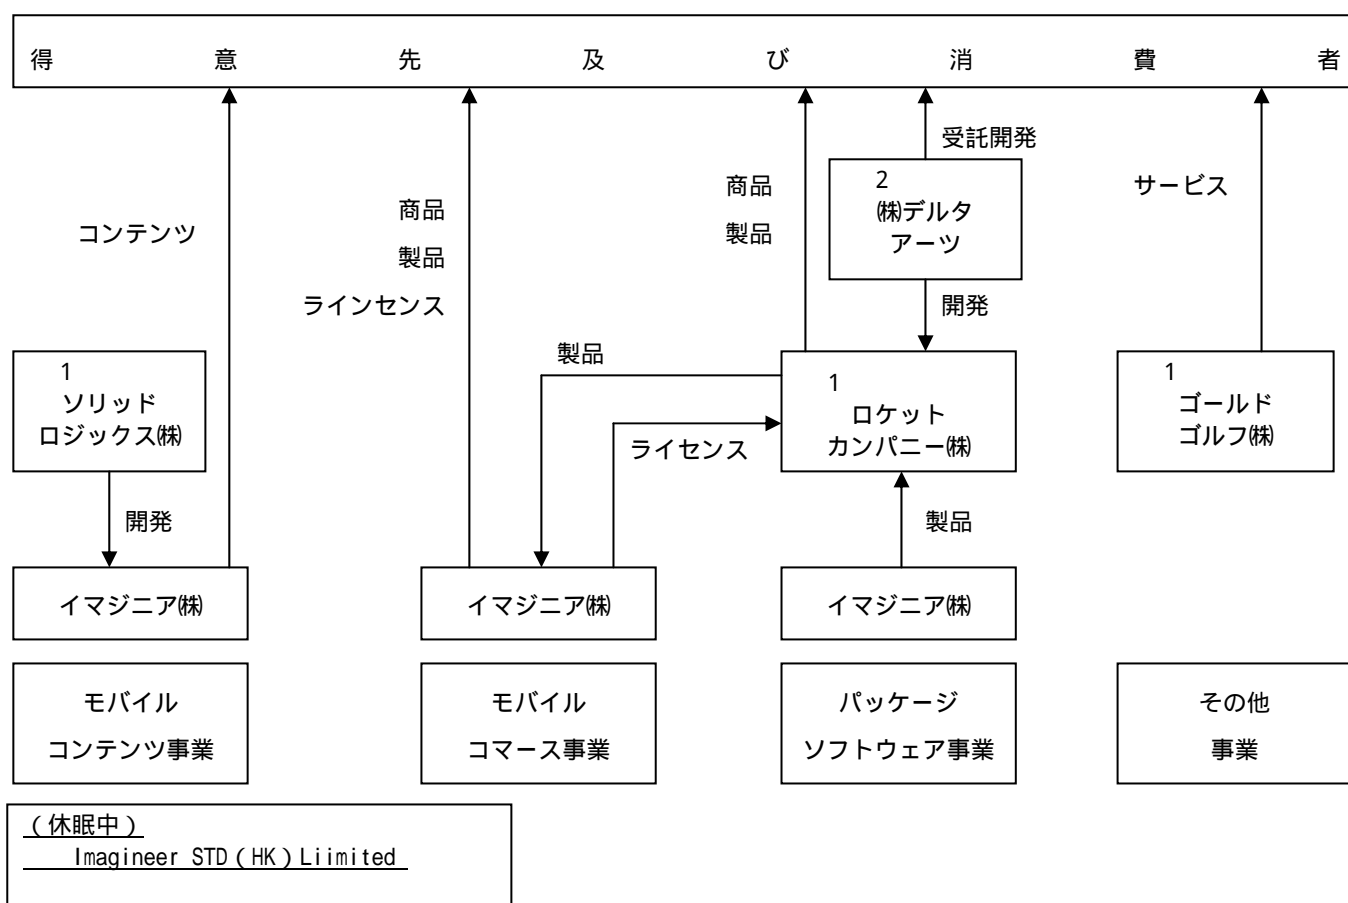 得意先及び消費者
受託開発
2
㈱デルタ
アーツ
サービス
商品
製品
商品
製品
ラインセンス
コンテンツ
開発
製品
1
ソリッド
ロジックス㈱
1
ロケット
カンパニー㈱
1
ゴールド
ゴルフ㈱
ライセンス
開発
製品
イマジニア㈱
イマジニア㈱
イマジニア㈱
モバイル
コンテンツ事業
モバイル
コマース事業
パッケージ
ソフトウェア事業
その他
事業
（休眠中）
Imagineer STD（HK）Liimited